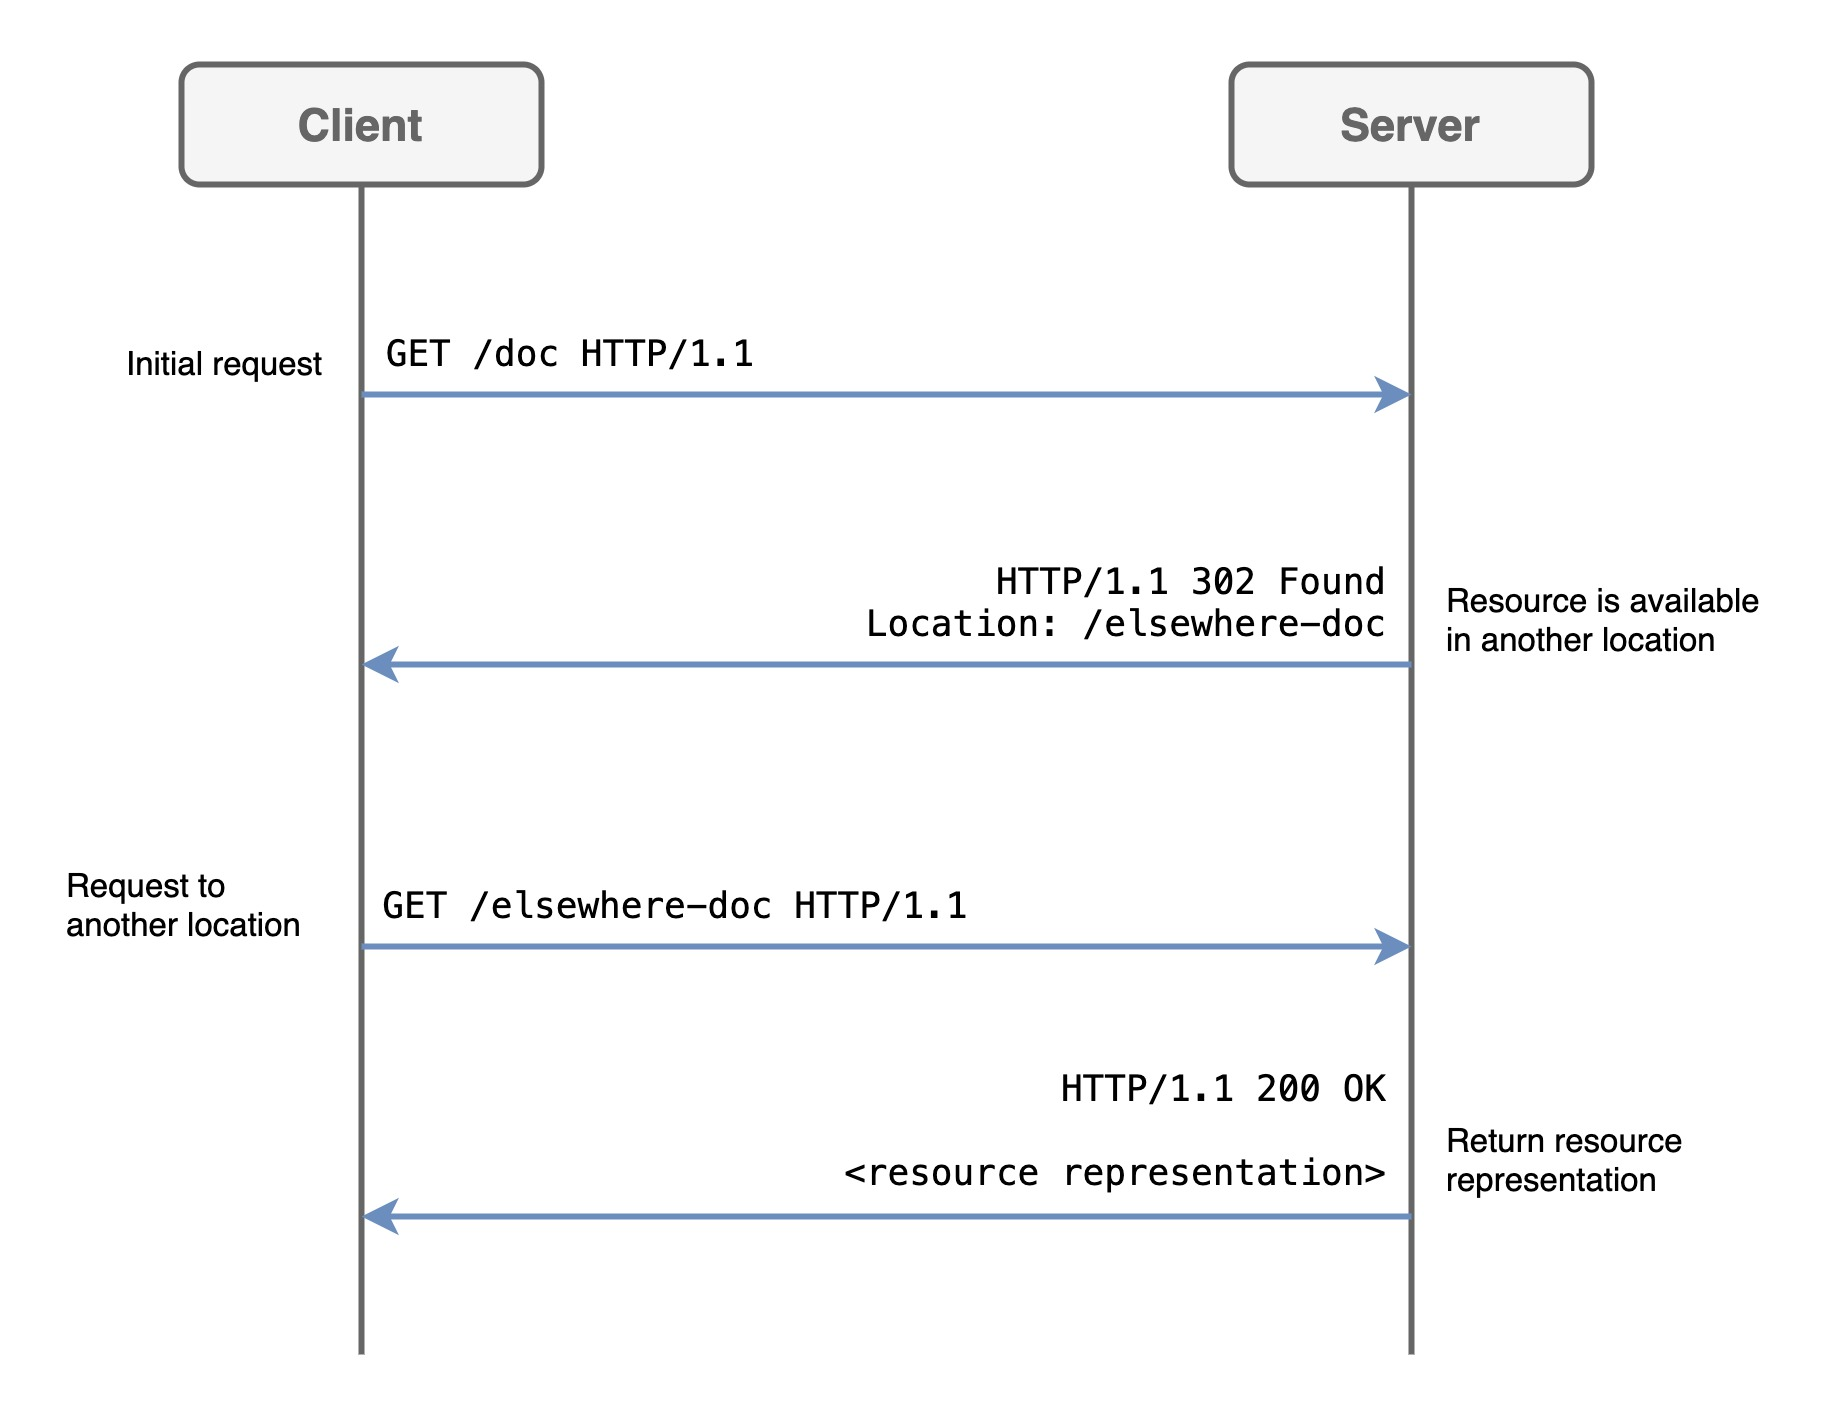 Client
Server
Initial request
GET /doc HTTP/1.1
HTTP/1.1 302 Found
Location: /elsewhere-doc
Resource is available
in another location
Request to
another location
GET /elsewhere-doc HTTP/1.1
HTTP/1.1 200 OK
<resource representation>
Return resource
representation